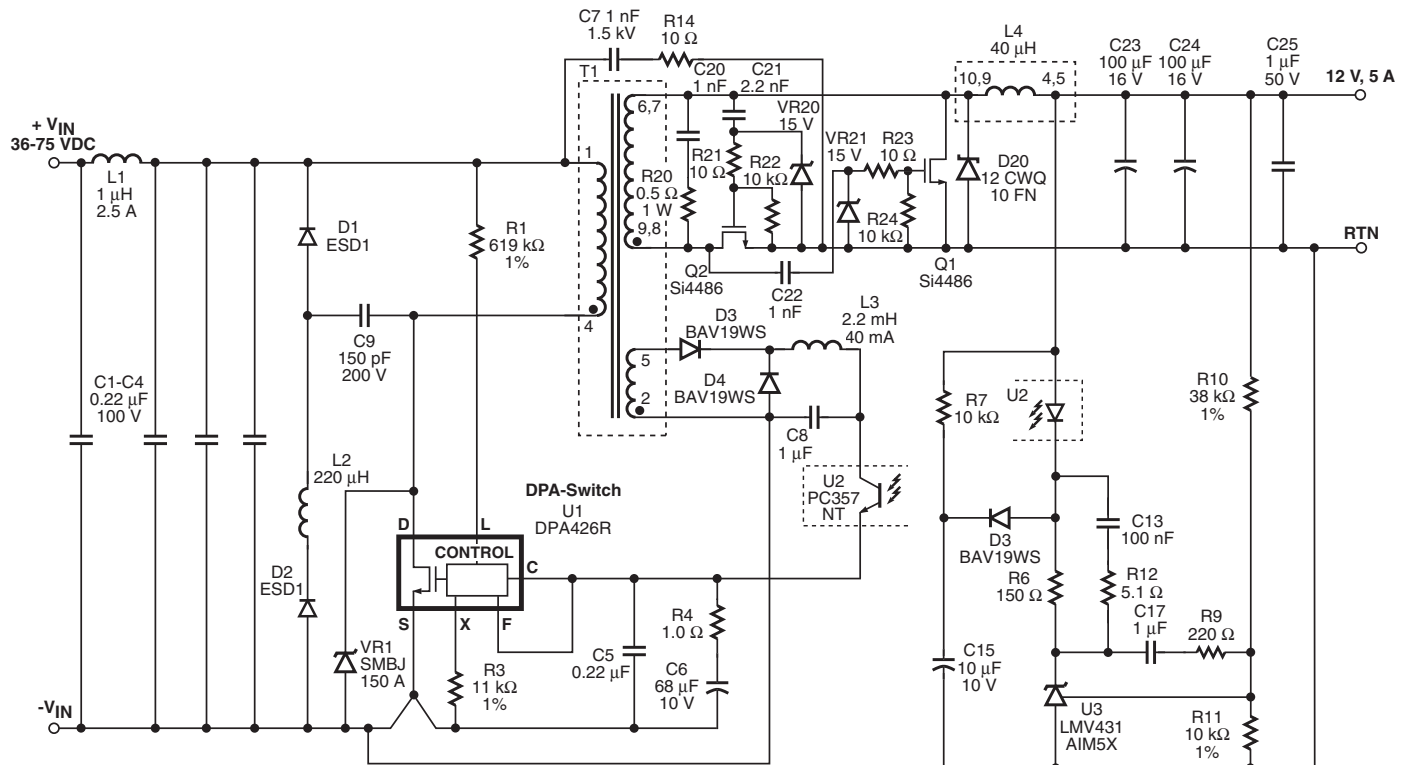 C7 1 nF
1.5 kV
R14
10 Ω
T1
C20
1 nF
C21
2.2 nF
VR20
15 V
L4
40 μH
10,9
4,5
C23
100 μF
16 V
C24
100 μF
16 V
C25
1 μF
50 V
12 V, 5 A
+ VIN
36-75 VDC
L1
1 μH
2.5 A
1
6,7
R21
10 Ω
R22
10 kΩ
VR21
15 V
R23
10 Ω
D20
12 CWQ
10 FN
D1
ESD1
R1
619 kΩ
1%
R20
0.5 Ω
1 W
9,8
R24
10 kΩ
RTN
Q2
Si4486
C22
1 nF
Q1
Si4486
4
C9
150 pF
200 V
D3
BAV19WS
L3
2.2 mH
40 mA
5
D4
BAV19WS
2
C1-C4
0.22 μF
100 V
C8
1 μF
R7
10 kΩ
U2
R10
38 kΩ
1%
L2
220 μH
DPA-Switch
U1
DPA426R
U2
PC357
NT
D
L
CONTROL
C
D3
BAV19WS
C13
100 nF
D2
ESD1
S
X
F
R6
150 Ω
R12
5.1 Ω
VR1
SMBJ
150 A
R3
11 kΩ
1%
C5
0.22 μF
R4
1.0 Ω
C6
68 μF
10 V
C17
1 μF
R9
220 Ω
C15
10 μF
10 V
-VIN
U3
LMV431
AIM5X
R11
10 kΩ
1%